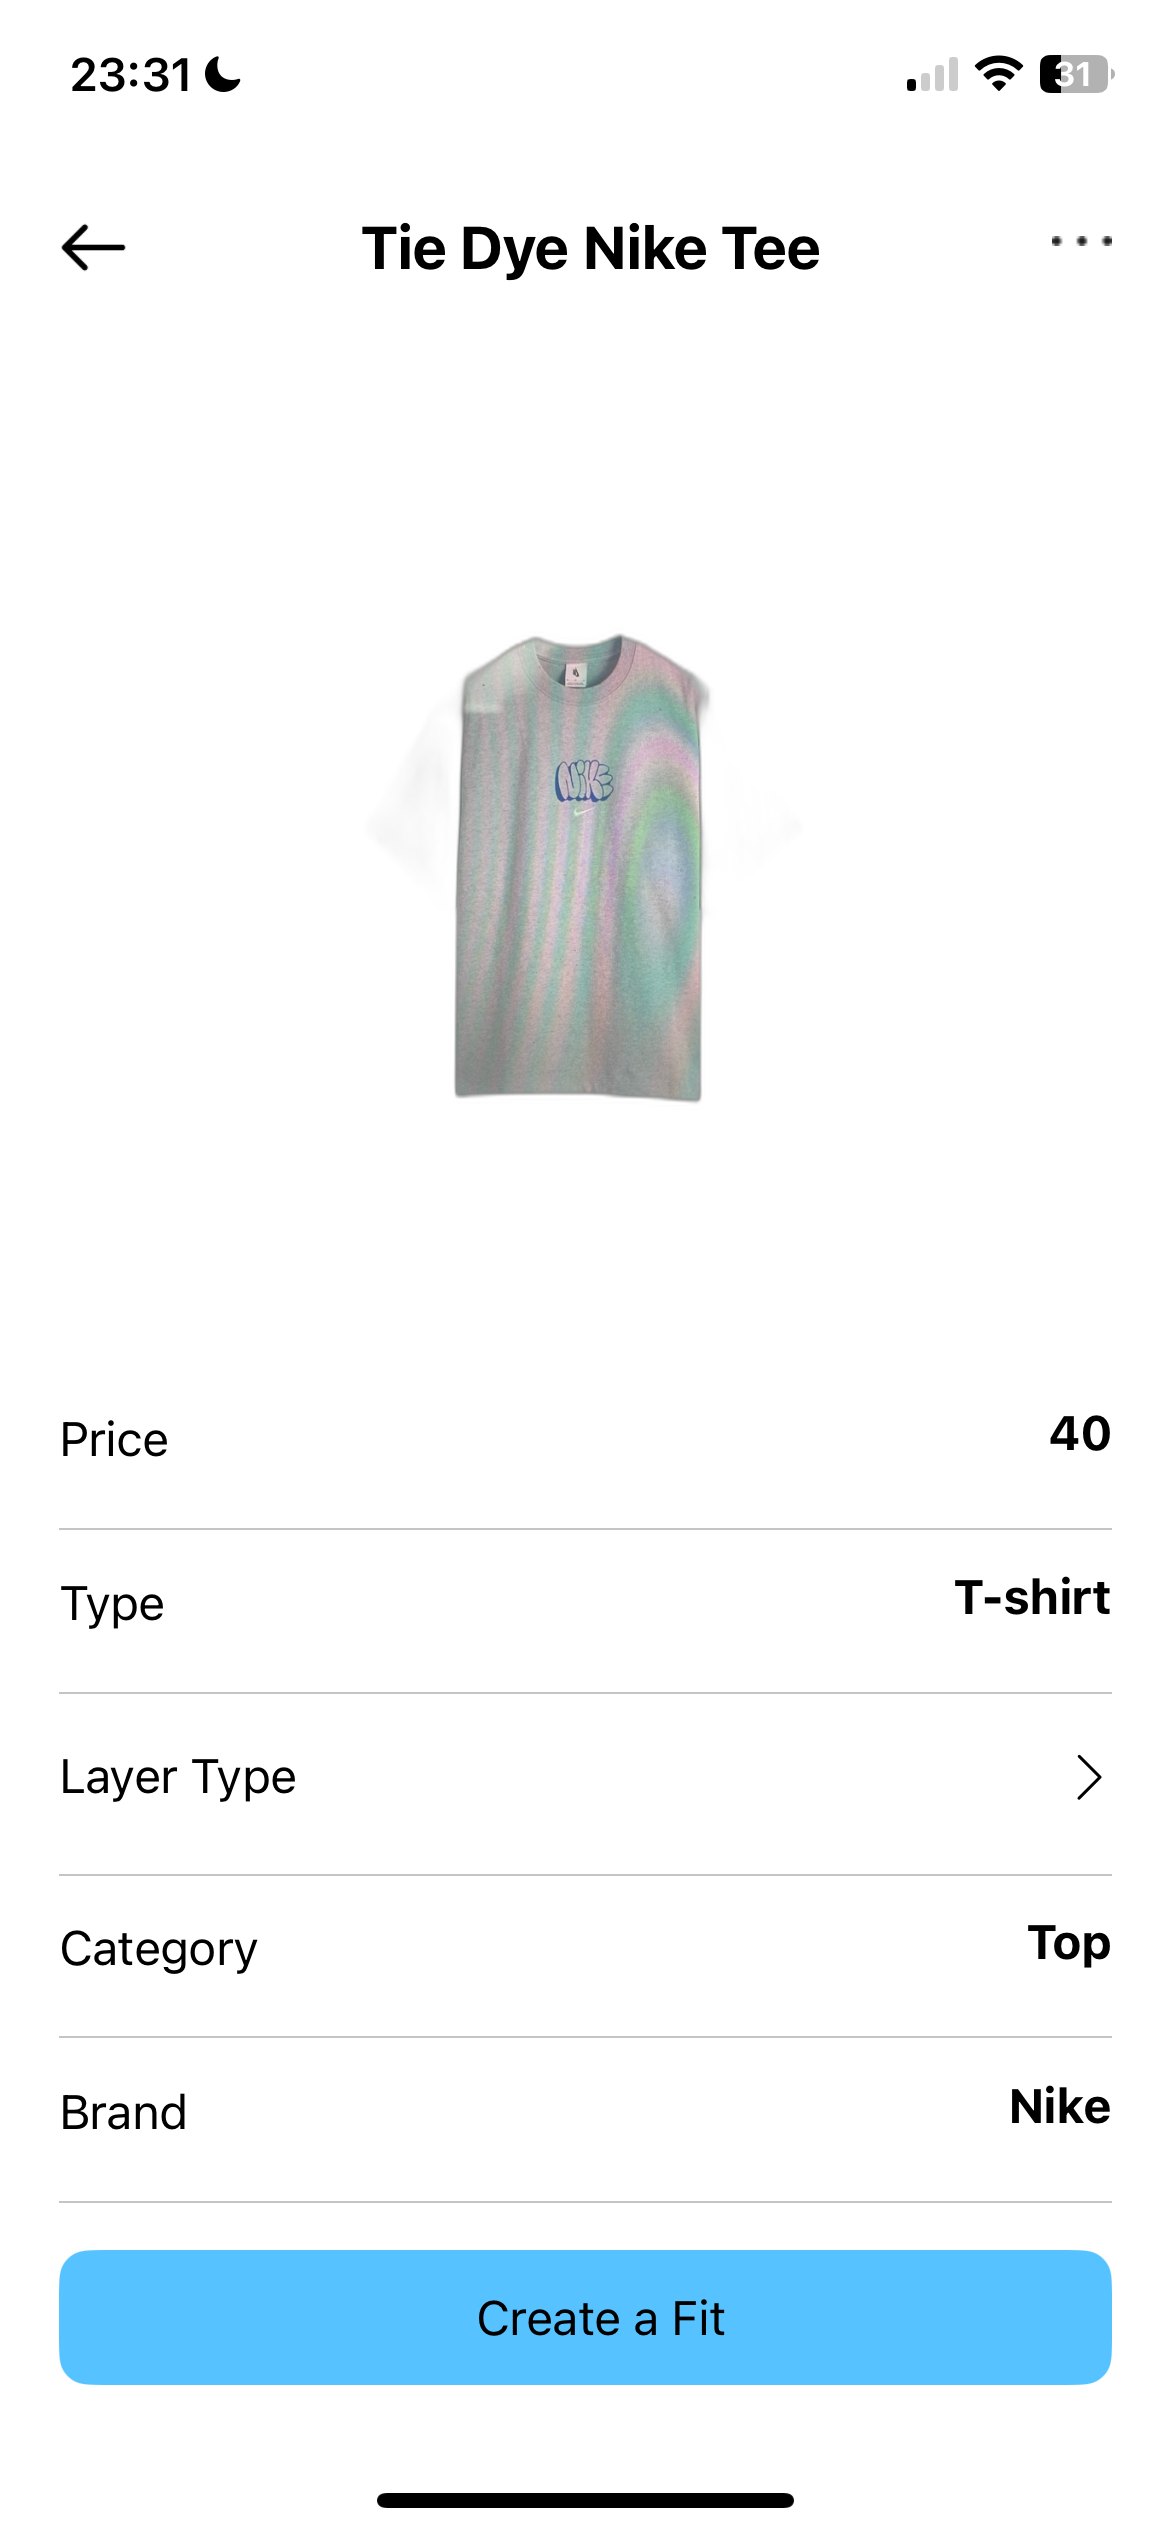 23:31
31
Tie Dye Nike Tee
NIKE
Price
40
Type
T-shirt
Layer Type
Category
Top
Brand
Nike
Create a Fit